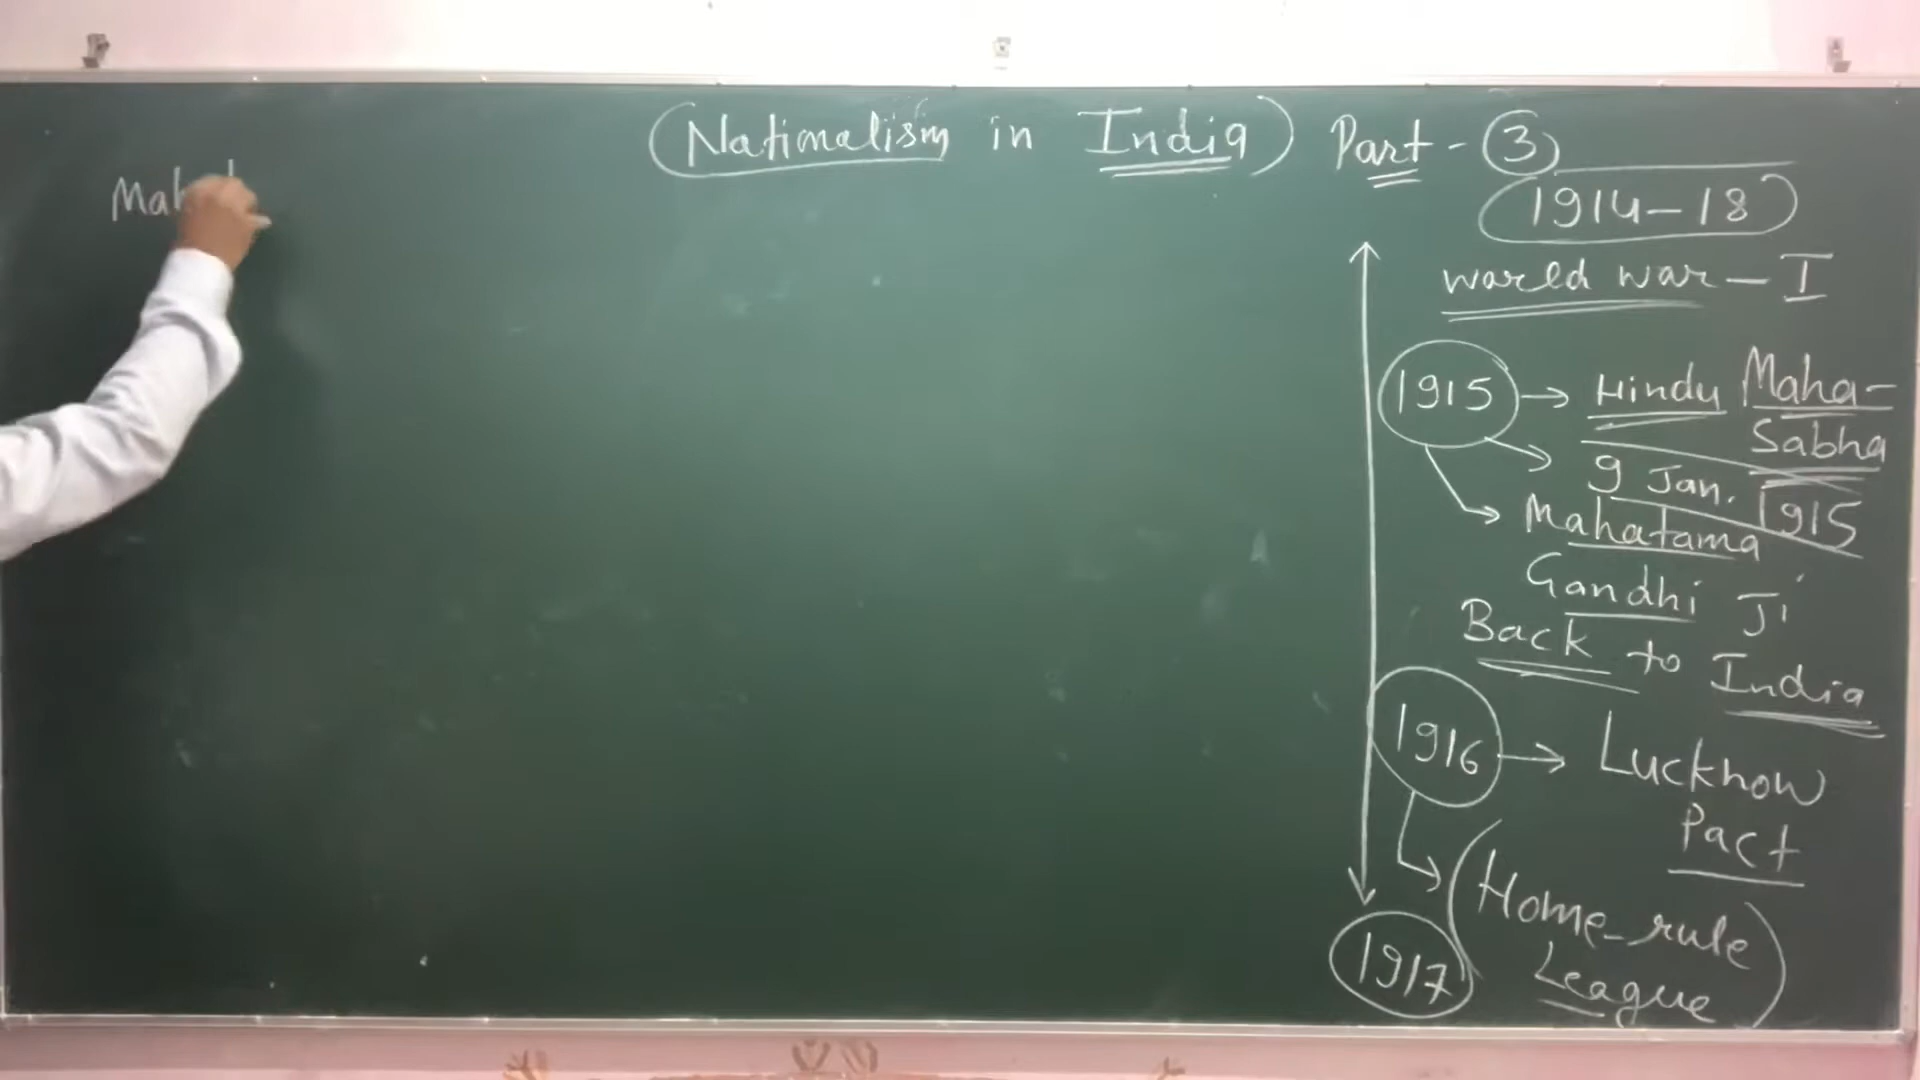 (Nationalism in India) Part - 3
1914-18
world war - I
1915 → Hindu Maha-
Sabha
9 Jan. 1915
Mahatama
Gandhi Ji
Back to India
1916 → Lucknow
Pact
(Home-rule
League)
1917